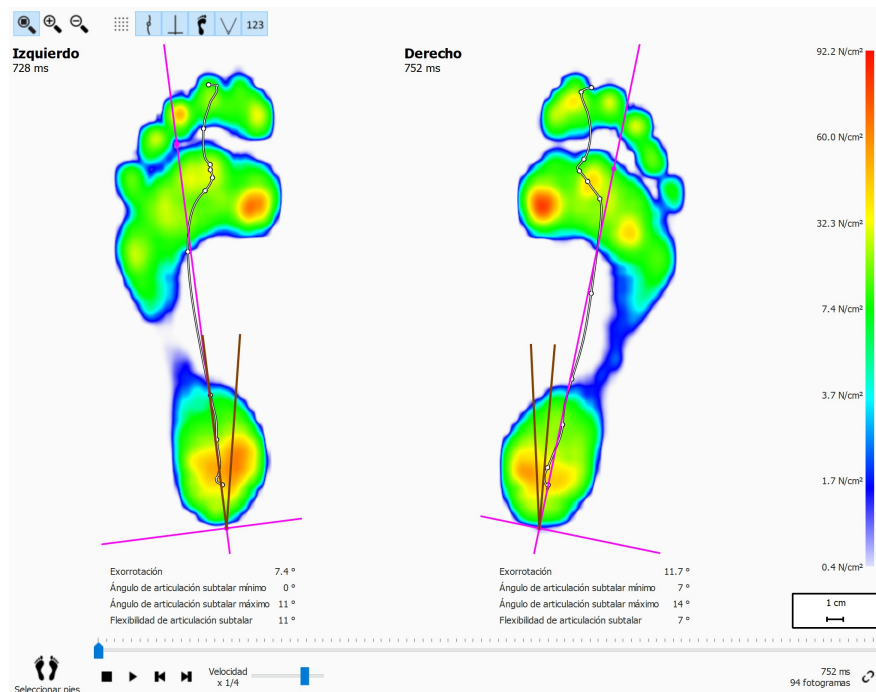 123
Izquierdo
728 ms
Derecho
752 ms
92.2 N/cm²
60.0 N/cm²
32.3 N/cm²
7.4 N/cm²
3.7 N/cm²
1.7 N/cm²
0.4 N/cm²
Exorrotación 7.4 °
Ángulo de articulación subtalar mínimo 0 °
Ángulo de articulación subtalar máximo 11 °
Flexibilidad de articulación subtalar 11 °
Exorrotación 11.7 °
Ángulo de articulación subtalar mínimo 7 °
Ángulo de articulación subtalar máximo 14 °
Flexibilidad de articulación subtalar 7 °
1 cm
Seleccionar pies
Velocidad
x 1/4
752 ms
94 fotogramas